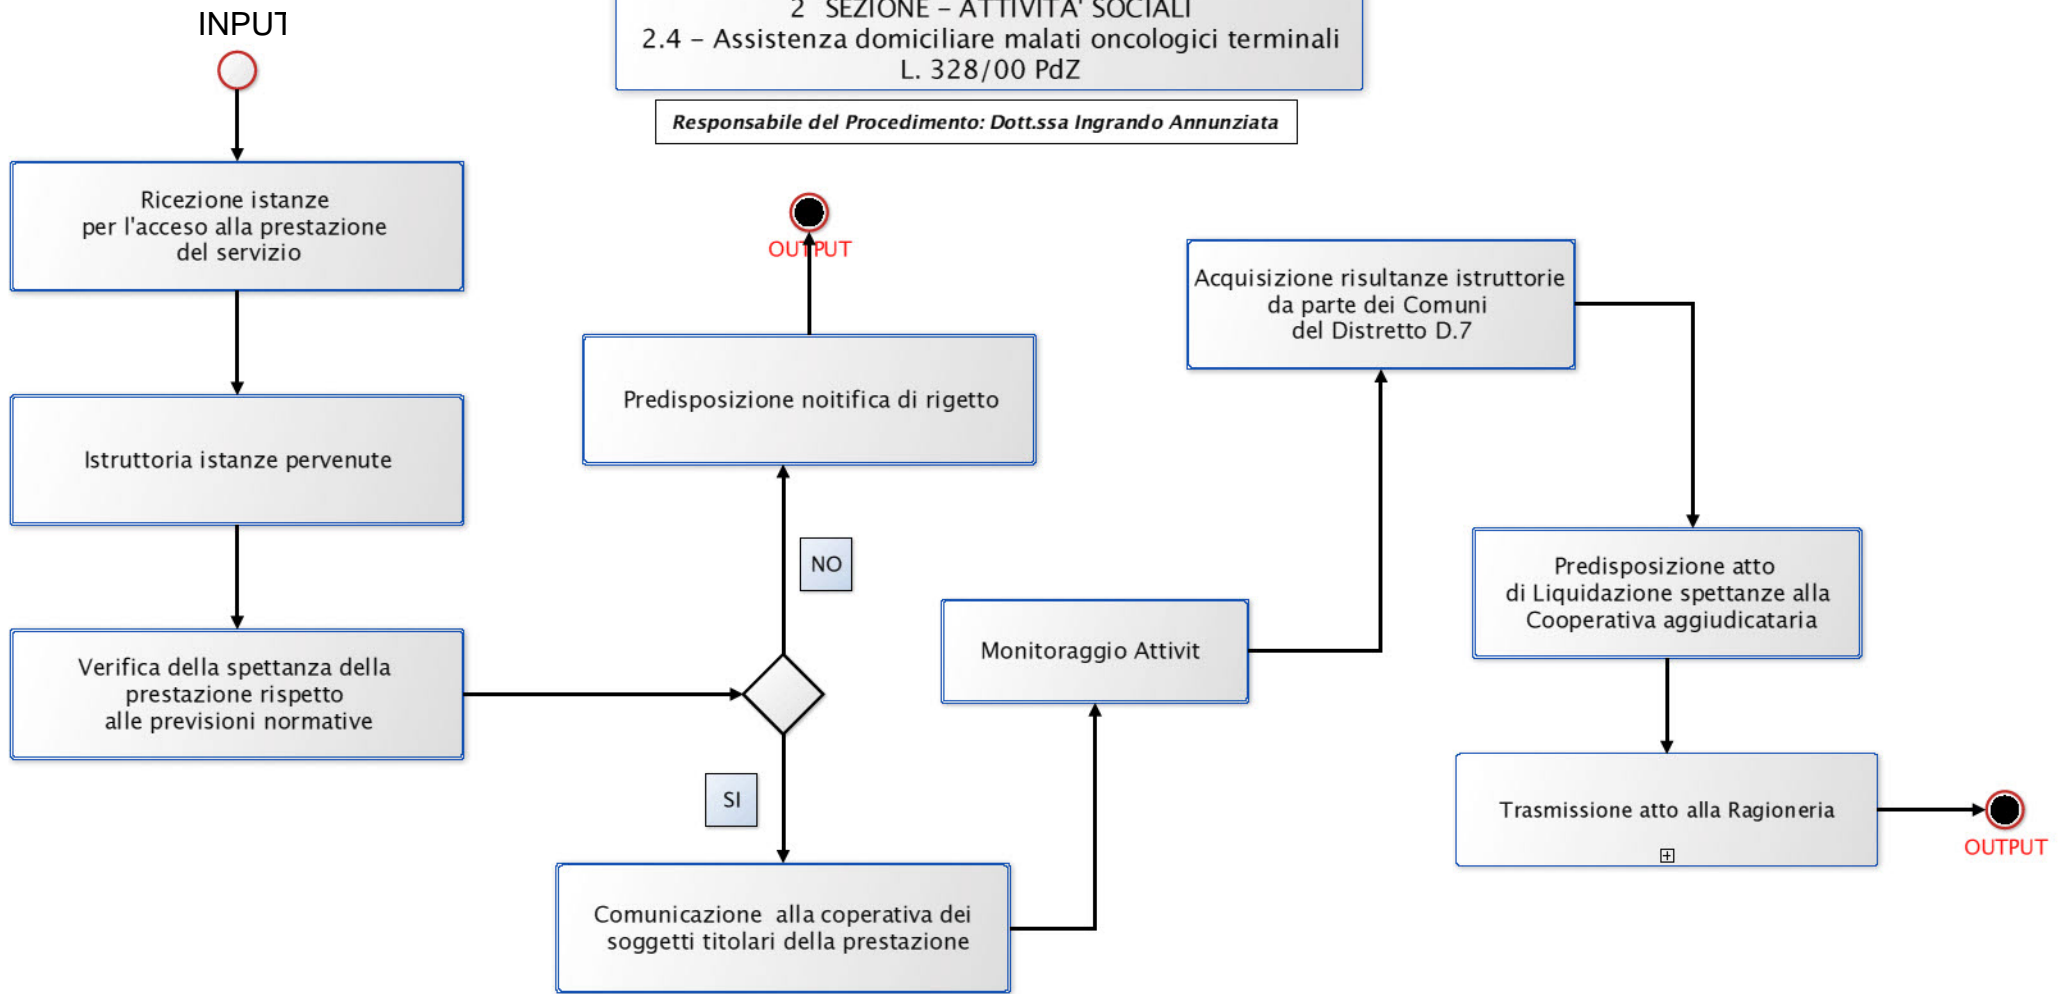 INPUT
2 SEZIONE – ATTIVITA' SOCIALI
2.4 – Assistenza domiciliare malati oncologici terminali
L. 328/00 PdZ
Responsabile del Procedimento: Dott.ssa Ingrando Annunziata
Ricezione istanze
per l'acceso alla prestazione
del servizio
Istruttoria istanze pervenute
Verifica della spettanza della
prestazione rispetto
alle previsioni normative
OUTPUT
Predisposizione noitifica di rigetto
NO
SI
Comunicazione alla coperativa dei
soggetti titolari della prestazione
Monitoraggio Attivit
Acquisizione risultanze istruttorie
da parte dei Comuni
del Distretto D.7
Predisposizione atto
di Liquidazione spettanze alla
Cooperativa aggiudicataria
Trasmissione atto alla Ragioneria
OUTPUT